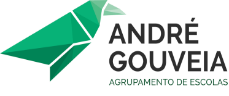 ANDRÉ
GOUVEIA
AGRUPAMENTO DE ESCOLAS